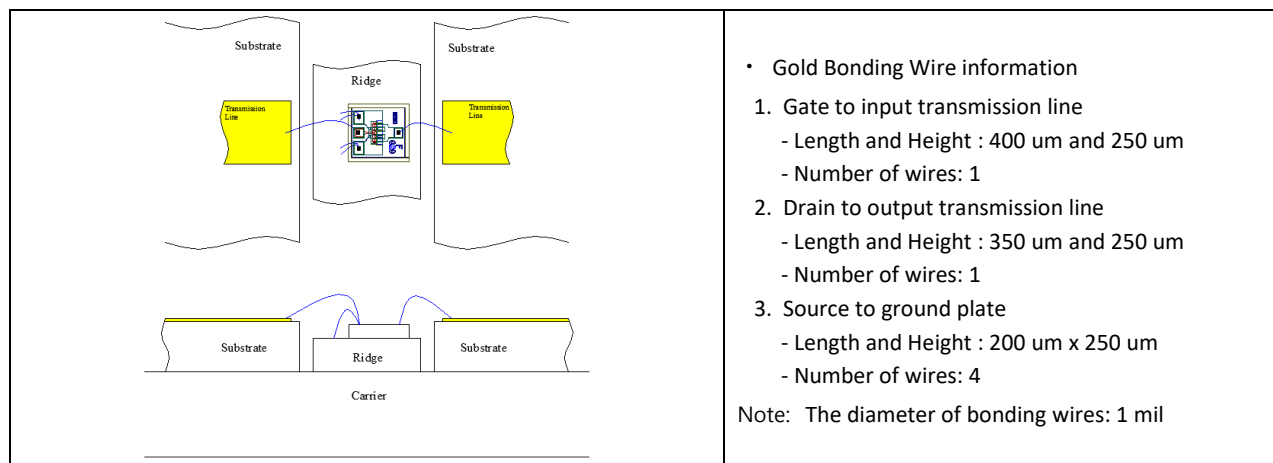 Substrate
Substrate
Ridge
Transmission
Line
Transmission
Line
Substrate
Ridge
Substrate
Carrier
・ Gold Bonding Wire information
1. Gate to input transmission line
- Length and Height : 400 um and 250 um
- Number of wires: 1
2. Drain to output transmission line
- Length and Height : 350 um and 250 um
- Number of wires: 1
3. Source to ground plate
- Length and Height : 200 um x 250 um
- Number of wires: 4
Note: The diameter of bonding wires: 1 mil